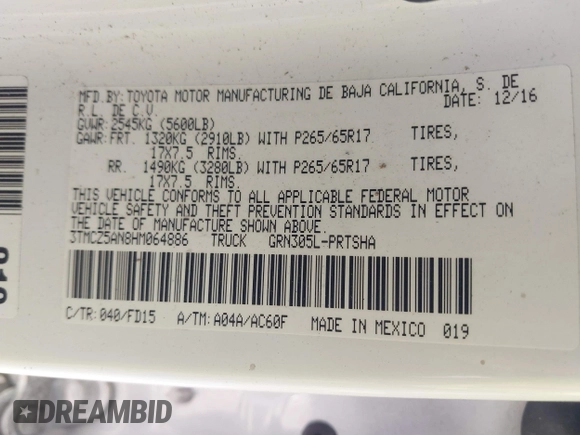 MFD.BY:TOYOTA MOTOR MANUFACTURING DE BAJA CALIFORNIA, S. DE
R.L. DE C.V. DATE: 12/16
GVWR:2545KG (5600LB)
GAWR:FRT. 1320KG (2910LB) WITH P265/65R17 TIRES,
17X7.5 RIMS.
RR. 1490KG (3280LB) WITH P265/65R17 TIRES,
17X7.5 RIMS.
THIS VEHICLE CONFORMS TO ALL APPLICABLE FEDERAL MOTOR
VEHICLE SAFETY AND THEFT PREVENTION STANDARDS IN EFFECT ON
THE DATE OF MANUFACTURE SHOWN ABOVE.
3TMCZ5AN8HM064886 TRUCK GRN305L-PRTSHA
C/TR:040/FD15 A/TM:A04A/AC60F MADE IN MEXICO 019
DREAMBID